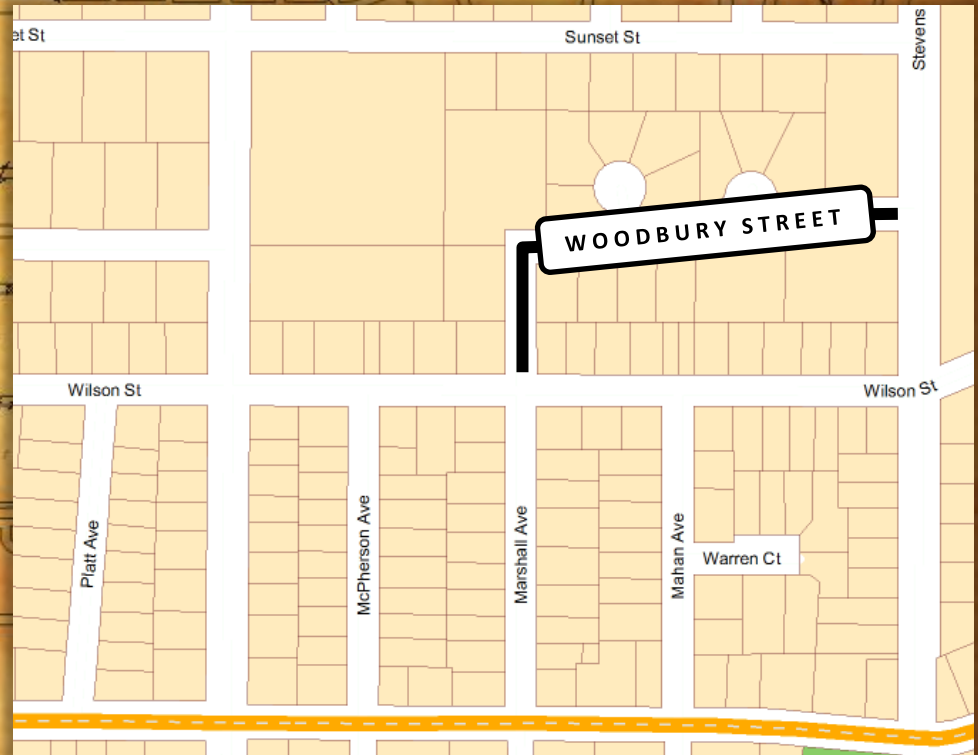 et St
Sunset St
Stevens
WOODBURY STREET
Wilson St
Wilson St
Platt Ave
McPherson Ave
Marshall Ave
Mahan Ave
Warren Ct